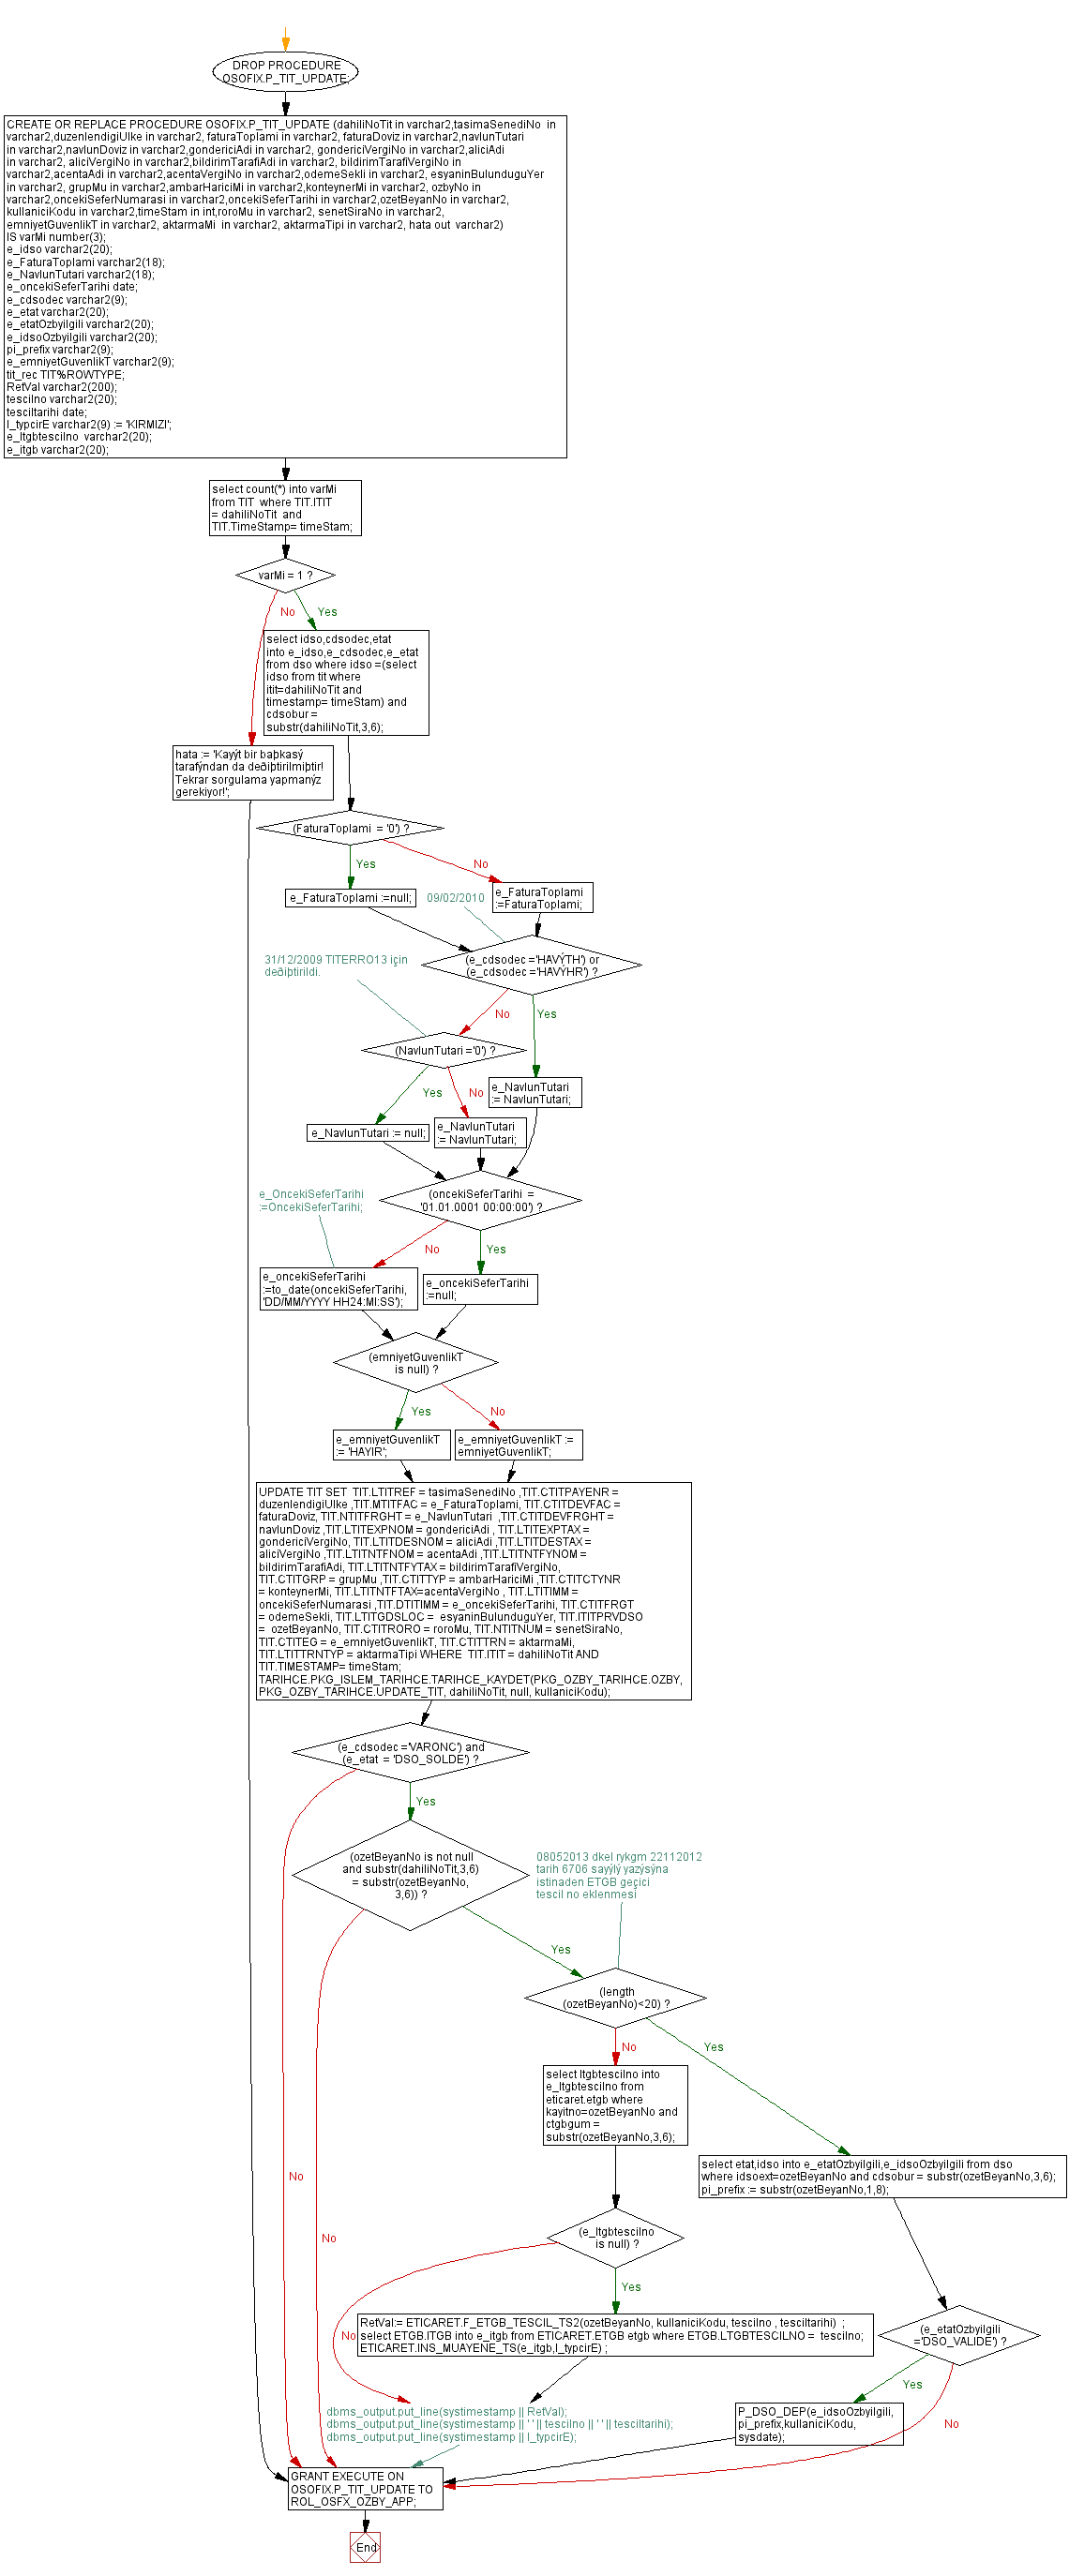 DROP PROCEDURE
OSOFIX.P_TIT_UPDATE;
CREATE OR REPLACE PROCEDURE OSOFIX.P_TIT_UPDATE (dahiliNoTit in varchar2,tasimaSenediNo  in
varchar2,duzenlendigiUlke in varchar2, faturaToplami in varchar2, faturaDoviz in varchar2,navlunTutari
in varchar2,navlunDoviz in varchar2,gondericiAdi in varchar2, gondericiVergiNo in varchar2,aliciAdi
in varchar2, aliciVergiNo in varchar2,bildirimTarafiAdi in varchar2, bildirimTarafiVergiNo in
varchar2,acentaAdi in varchar2,acentaVergiNo in varchar2,odemeSekli in varchar2, esyaninBulunduguYer
in varchar2, grupMu in varchar2,ambarHariciMi in varchar2,konteynerMi in varchar2, ozbyNo in
varchar2,oncekiSeferNumarasi in varchar2,oncekiSeferTarihi in varchar2,ozetBeyanNo in varchar2,
kullaniciKodu in varchar2,timeStam in int,roroMu in varchar2, senetSiraNo in varchar2,
emniyetGuvenlikT in varchar2, aktarmaMi  in varchar2, aktarmaTipi in varchar2, hata out  varchar2)
IS varMi number(3);
e_idso varchar2(20);
e_FaturaToplami varchar2(18);
e_NavlunTutari varchar2(18);
e_oncekiSeferTarihi date;
e_cdsodec varchar2(9);
e_etat varchar2(20);
e_etatOzbyilgili varchar2(20);
e_idsoOzbyilgili varchar2(20);
pi_prefix varchar2(9);
e_emniyetGuvenlikT varchar2(9);
tit_rec TIT%ROWTYPE;
RetVal varchar2(200);
tescilno varchar2(20);
tesciltarihi date;
l_typcirE varchar2(9) := 'KIRMIZI';
e_ltgbtescilno  varchar2(20);
e_itgb varchar2(20);
select count(*) into varMi
from TIT  where TIT.ITIT
= dahiliNoTit  and
TIT.TimeStamp= timeStam;
varMi = 1 ?
No
Yes
select idso,cdsodec,etat
into e_idso,e_cdsodec,e_etat
from dso where idso =(select
idso from tit where
itit=dahiliNoTit and
timestamp= timeStam) and
cdsobur =
substr(dahiliNoTit,3,6);
hata := 'Kayýt bir baþkasý
tarafýndan da deðiþtirilmiþtir!
Tekrar sorgulama yapmanýz
gerekiyor!';
(FaturaToplami  = '0') ?
Yes
No
e_FaturaToplami :=null;
e_FaturaToplami
:=FaturaToplami;
09/02/2010
(e_cdsodec ='HAVÝTH') or
(e_cdsodec ='HAVÝHR') ?
31/12/2009 TITERRO13 için
deðiþtirildi.
No
Yes
(NavlunTutari ='0') ?
Yes
No
e_NavlunTutari
:= NavlunTutari;
e_NavlunTutari := null;
e_NavlunTutari
:= NavlunTutari;
(oncekiSeferTarihi  =
'01.01.0001 00:00:00') ?
e_OncekiSeferTarihi
:=OncekiSeferTarihi;
No
Yes
e_oncekiSeferTarihi
:=to_date(oncekiSeferTarihi,
'DD/MM/YYYY HH24:MI:SS');
e_oncekiSeferTarihi
:=null;
(emniyetGuvenlikT
is null) ?
Yes
No
e_emniyetGuvenlikT
:= 'HAYIR';
e_emniyetGuvenlikT :=
emniyetGuvenlikT;
UPDATE TIT SET  TIT.LTITREF = tasimaSenediNo ,TIT.CTITPAYENR =
duzenlendigiUlke ,TIT.MTITFAC = e_FaturaToplami, TIT.CTITDEVFAC =
faturaDoviz, TIT.NTITFRGHT = e_NavlunTutari  ,TIT.CTITDEVFRGHT =
navlunDoviz ,TIT.LTITEXPNOM = gondericiAdi , TIT.LTITEXPTAX =
gondericiVergiNo, TIT.LTITDESNOM = aliciAdi ,TIT.LTITDESTAX =
aliciVergiNo ,TIT.LTITNTFNOM = acentaAdi ,TIT.LTITNTFYNOM =
bildirimTarafiAdi, TIT.LTITNTFYTAX = bildirimTarafiVergiNo,
TIT.CTITGRP = grupMu ,TIT.CTITTYP = ambarHariciMi ,TIT.CTITCTYNR
= konteynerMi, TIT.LTITNTFTAX=acentaVergiNo , TIT.LTITIMM =
oncekiSeferNumarasi ,TIT.DTITIMM = e_oncekiSeferTarihi, TIT.CTITFRGT
= odemeSekli, TIT.LTITGDSLOC =  esyaninBulunduguYer, TIT.ITITPRVDSO
=  ozetBeyanNo, TIT.CTITRORO = roroMu, TIT.NTITNUM = senetSiraNo,
TIT.CTITEG = e_emniyetGuvenlikT, TIT.CTITTRN = aktarmaMi,
TIT.LTITTRNTYP = aktarmaTipi WHERE  TIT.ITIT = dahiliNoTit AND
TIT.TIMESTAMP= timeStam;
TARIHCE.PKG_ISLEM_TARIHCE.TARIHCE_KAYDET(PKG_OZBY_TARIHCE.OZBY,
PKG_OZBY_TARIHCE.UPDATE_TIT, dahiliNoTit, null, kullaniciKodu);
(e_cdsodec ='VARONC') and
(e_etat  = 'DSO_SOLDE') ?
Yes
(ozetBeyanNo is not null
and substr(dahiliNoTit,3,6)
= substr(ozetBeyanNo,
3,6)) ?
08052013 dkel rykgm 22112012
tarih 6706 sayýlý yazýsýna
istinaden ETGB geçici
tescil no eklenmesi
Yes
(length
(ozetBeyanNo)<20) ?
No
Yes
select ltgbtescilno into
e_ltgbtescilno from
eticaret.etgb where
kayitno=ozetBeyanNo and
ctgbgum =
substr(ozetBeyanNo,3,6);
select etat,idso into e_etatOzbyilgili,e_idsoOzbyilgili from dso
where idsoext=ozetBeyanNo and cdsobur = substr(ozetBeyanNo,3,6);
pi_prefix := substr(ozetBeyanNo,1,8);
No
No
(e_ltgbtescilno
is null) ?
Yes
RetVal:= ETICARET.F_ETGB_TESCIL_TS2(ozetBeyanNo, kullaniciKodu, tescilno , tesciltarihi)  ;
select ETGB.ITGB into e_itgb from ETICARET.ETGB etgb where ETGB.LTGBTESCILNO =  tescilno;
ETICARET.INS_MUAYENE_TS(e_itgb,l_typcirE) ;
No
(e_etatOzbyilgili
='DSO_VALIDE') ?
Yes
No
dbms_output.put_line(systimestamp || RetVal);
dbms_output.put_line(systimestamp || ' ' || tescilno || ' ' || tesciltarihi);
dbms_output.put_line(systimestamp || l_typcirE);
P_DSO_DEP(e_idsoOzbyilgili,
pi_prefix,kullaniciKodu,
sysdate);
GRANT EXECUTE ON
OSOFIX.P_TIT_UPDATE TO
ROL_OSFX_OZBY_APP;
End